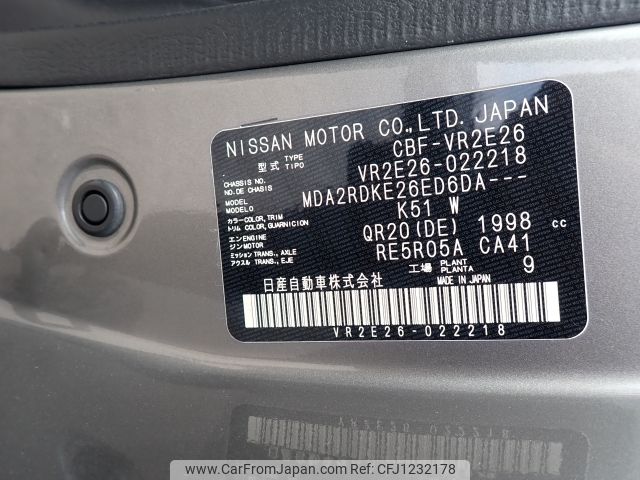 NISSAN MOTOR CO., LTD. JAPAN
型式 TYPE TIPO CBF-VR2E26
CHASSIS NO. NO. DE CHASIS VR2E26-022218
MODEL MODELO MDA2RDKE26ED6DA---
カラー COLOR, TRIM トリム COLOR, GUARNICION K51 W
エンジン ENGINE MOTOR QR20(DE) 1998 cc
ミッション TRANS., AXLE アクスル TRANS., EJE RE5R05A CA41
工場 PLANT PLANTA 9
日産自動車株式会社 MADE IN JAPAN
VR2E26-022218
www.carfromjapan.com Ref No.CFJ1232178